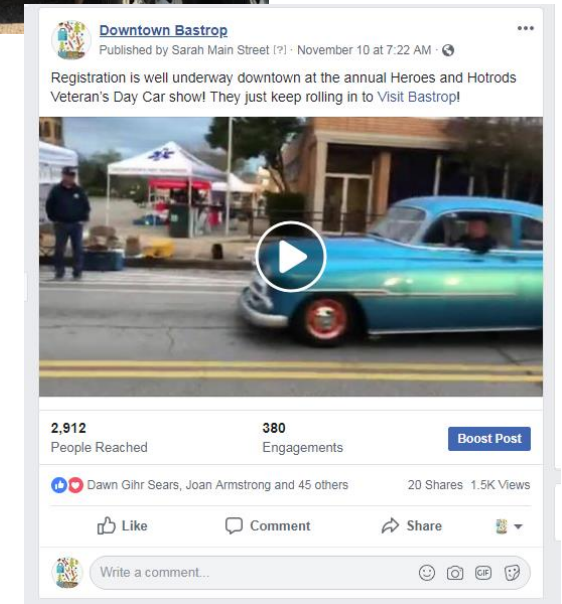 Downtown Bastrop
Published by Sarah Main Street [?] · November 10 at 7:22 AM ·
Registration is well underway downtown at the annual Heroes and Hotrods
Veteran's Day Car show! They just keep rolling in to Visit Bastrop!
2,912
People Reached
380
Engagements
Boost Post
Dawn Gihr Sears, Joan Armstrong and 45 others
20 Shares 1.5K Views
Like
Comment
Share
Write a comment...
GIF